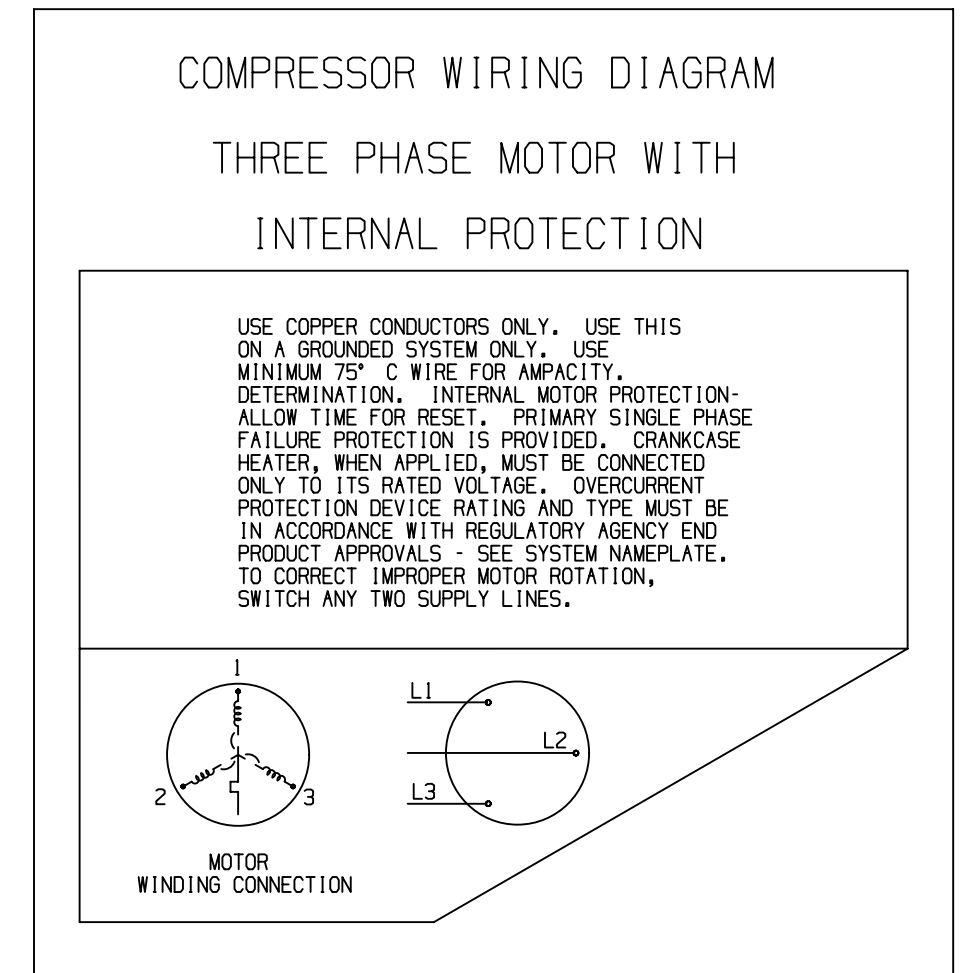 COMPRESSOR WIRING DIAGRAM
THREE PHASE MOTOR WITH
INTERNAL PROTECTION
USE COPPER CONDUCTORS ONLY. USE THIS
ON A GROUNDED SYSTEM ONLY. USE
MINIMUM 75° C WIRE FOR AMPACITY.
DETERMINATION. INTERNAL MOTOR PROTECTION-
ALLOW TIME FOR RESET. PRIMARY SINGLE PHASE
FAILURE PROTECTION IS PROVIDED. CRANKCASE
HEATER, WHEN APPLIED, MUST BE CONNECTED
ONLY TO ITS RATED VOLTAGE. OVERCURRENT
PROTECTION DEVICE RATING AND TYPE MUST BE
IN ACCORDANCE WITH REGULATORY AGENCY END
PRODUCT APPROVALS - SEE SYSTEM NAMEPLATE.
TO CORRECT IMPROPER MOTOR ROTATION,
SWITCH ANY TWO SUPPLY LINES.
1
2
3
MOTOR
WINDING CONNECTION
L1
L2
L3